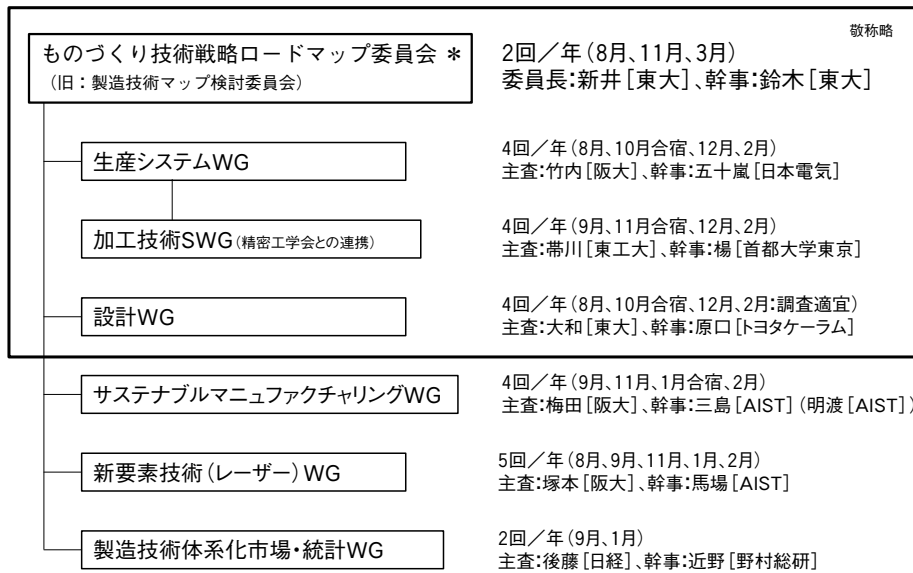 敬称略
ものづくり技術戦略ロードマップ委員会 *
(旧：製造技術マップ検討委員会)
2回／年(8月、11月、3月)
委員長:新井[東大]、幹事:鈴木[東大]
生産システムWG
4回／年(8月、10月合宿、12月、2月)
主査:竹内[阪大]、幹事:五十嵐[日本電気]
加工技術SWG(精密工学会との連携)
4回／年(9月、11月合宿、12月、2月)
主査:帯川[東工大]、幹事:楊[首都大学東京]
設計WG
4回／年(8月、10月合宿、12月、2月:調査適宜)
主査:大和[東大]、幹事:原口[トヨタケーラム]
サステナブルマニュファクチャリングWG
4回／年(9月、11月、1月合宿、2月)
主査:梅田[阪大]、幹事:三島[AIST](明渡[AIST])
新要素技術(レーザー)WG
5回／年(8月、9月、11月、1月、2月)
主査:塚本[阪大]、幹事:馬場[AIST]
製造技術体系化市場・統計WG
2回／年(9月、1月)
主査:後藤[日経]、幹事:近野[野村総研]